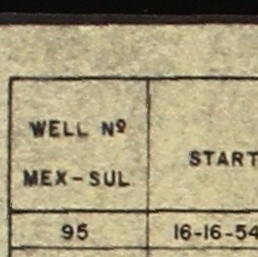 WELL Nº
MEX-SUL
START
95
16-16-54